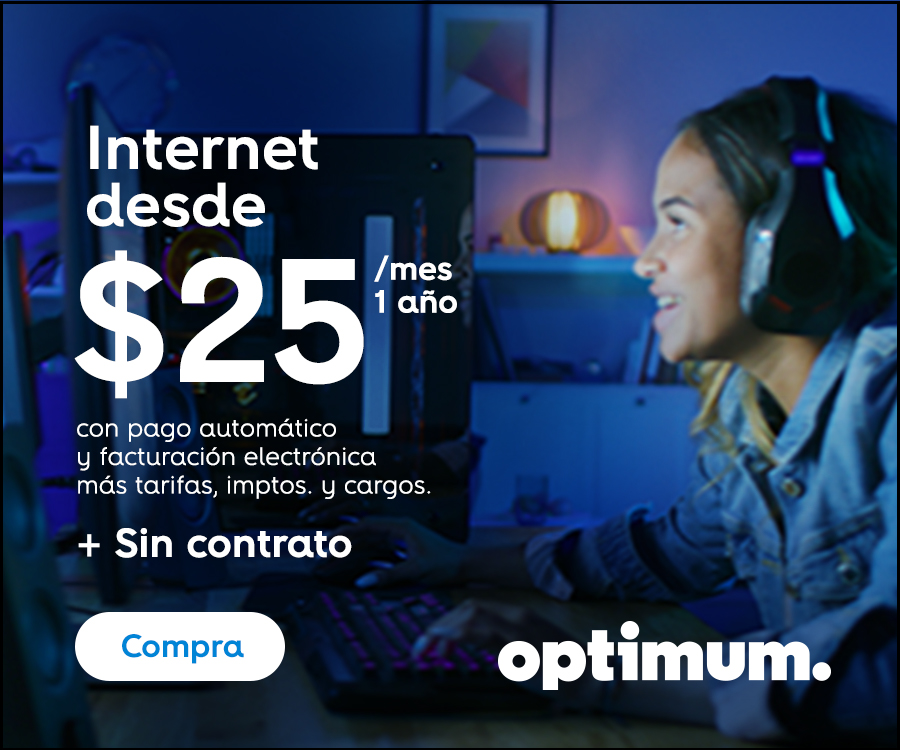 Internet
desde
$25 /mes
1 año
con pago automático
y facturación electrónica
más tarifas, imptos. y cargos.
+ Sin contrato
Compra
optimum.